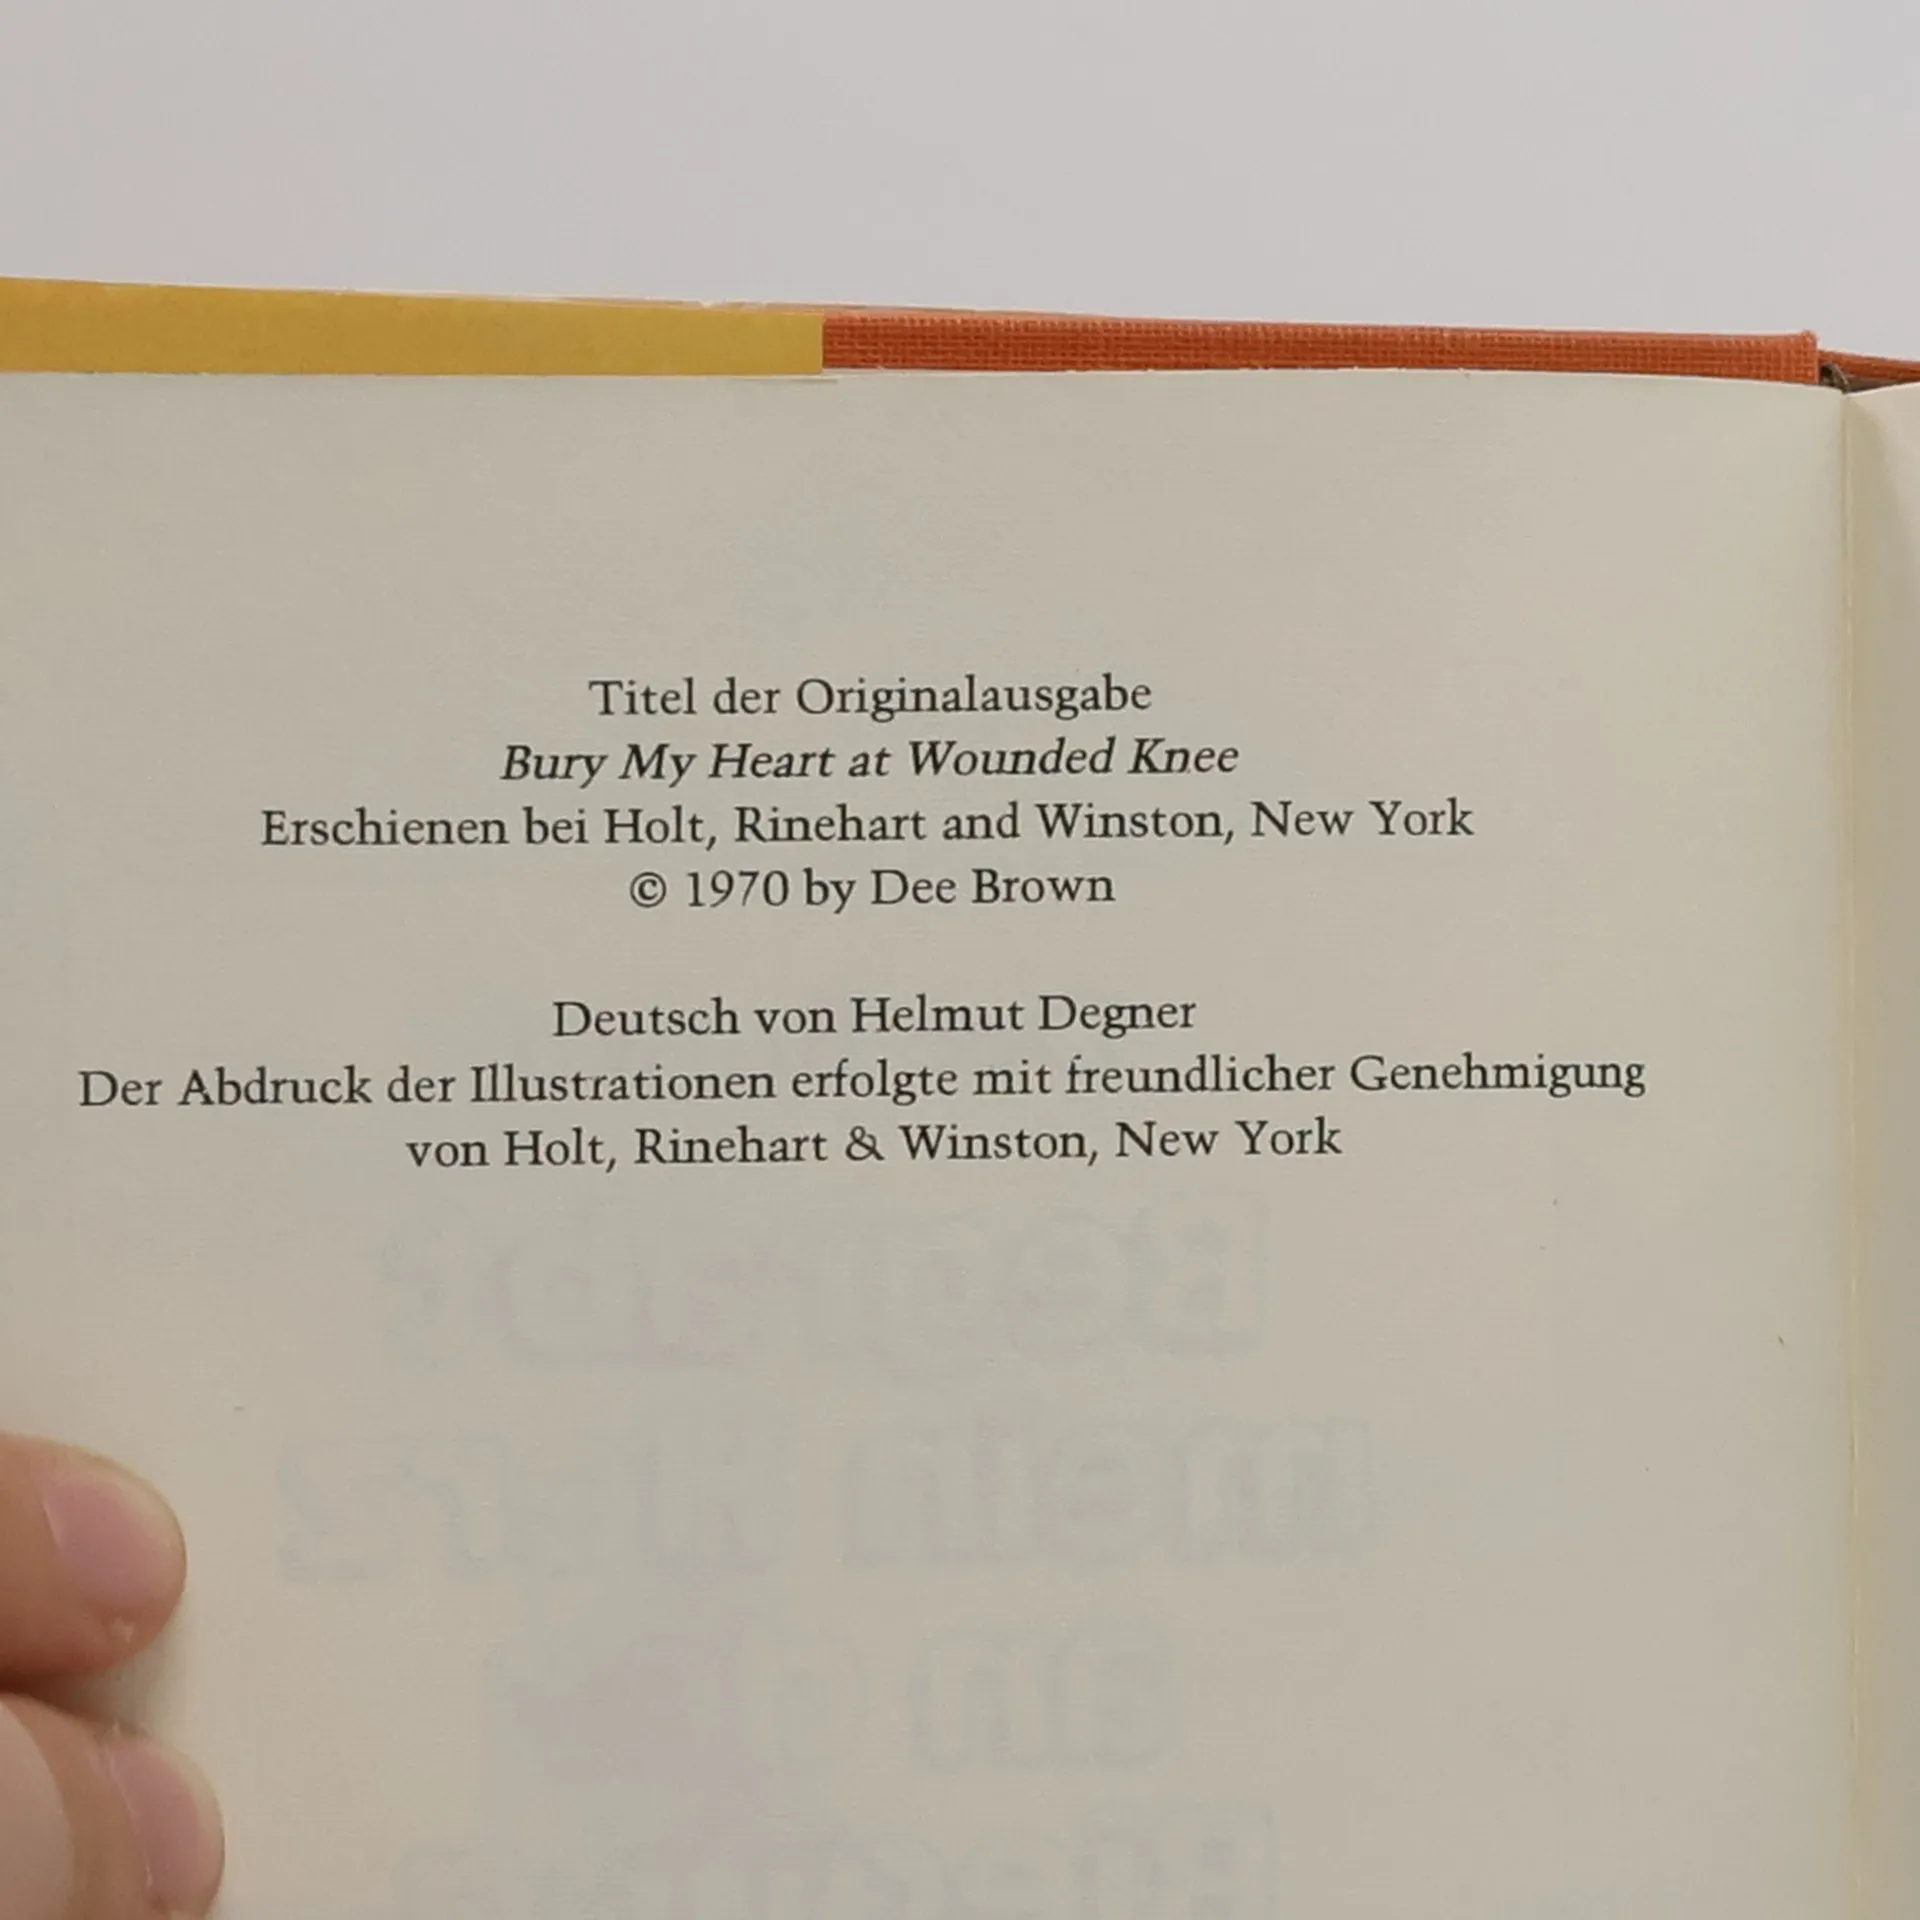 Titel der Originalausgabe
Bury My Heart at Wounded Knee
Erschienen bei Holt, Rinehart and Winston, New York
© 1970 by Dee Brown
Deutsch von Helmut Degner
Der Abdruck der Illustrationen erfolgte mit freundlicher Genehmigung
von Holt, Rinehart & Winston, New York